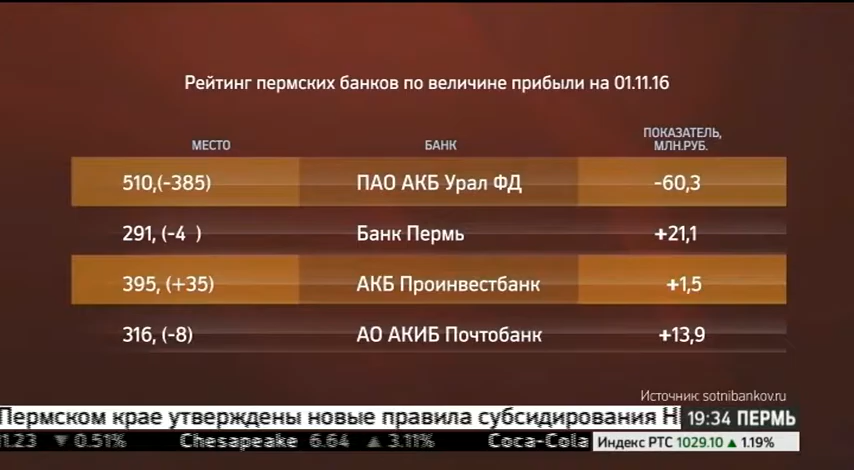 Рейтинг пермских банков по величине прибыли на 01.11.16
МЕСТО БАНК ПОКАЗАТЕЛЬ, МЛН.РУБ.
510,(-385) ПАО АКБ Урал ФД -60,3
291, (-4 ) Банк Пермь +21,1
395, (+35) АКБ Проинвестбанк +1,5
316, (-8) АО АКИБ Почтобанк +13,9
Источник: sotnibankov.ru
Пермском крае утверждены новые правила субсидирования Н 19:34 ПЕРМЬ
1.23 ▼ 0.51% Chesapeake 6.64 ▲ 3.11% Coca-Cola Индекс РТС 1029.10 ▲ 1.19%